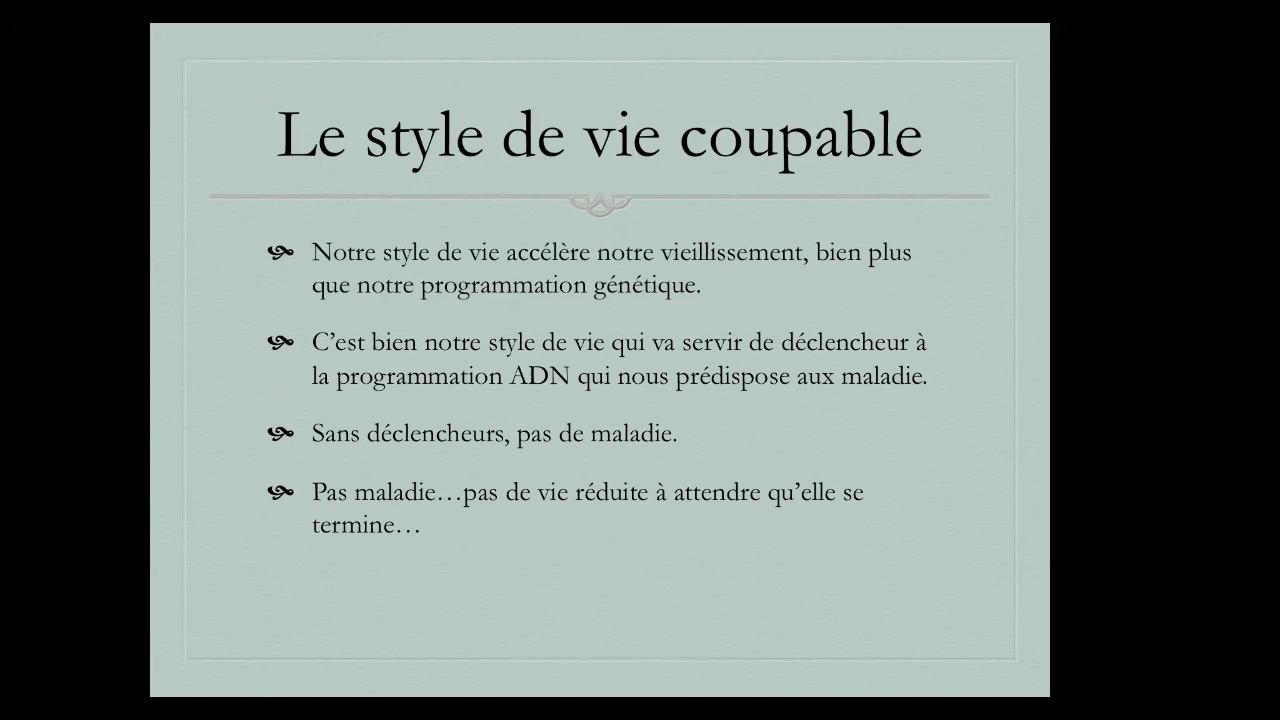 Le style de vie coupable
Notre style de vie accélère notre vieillissement, bien plus
que notre programmation génétique.
C’est bien notre style de vie qui va servir de déclencheur à
la programmation ADN qui nous prédispose aux maladie.
Sans déclencheurs, pas de maladie.
Pas maladie…pas de vie réduite à attendre qu’elle se
termine…